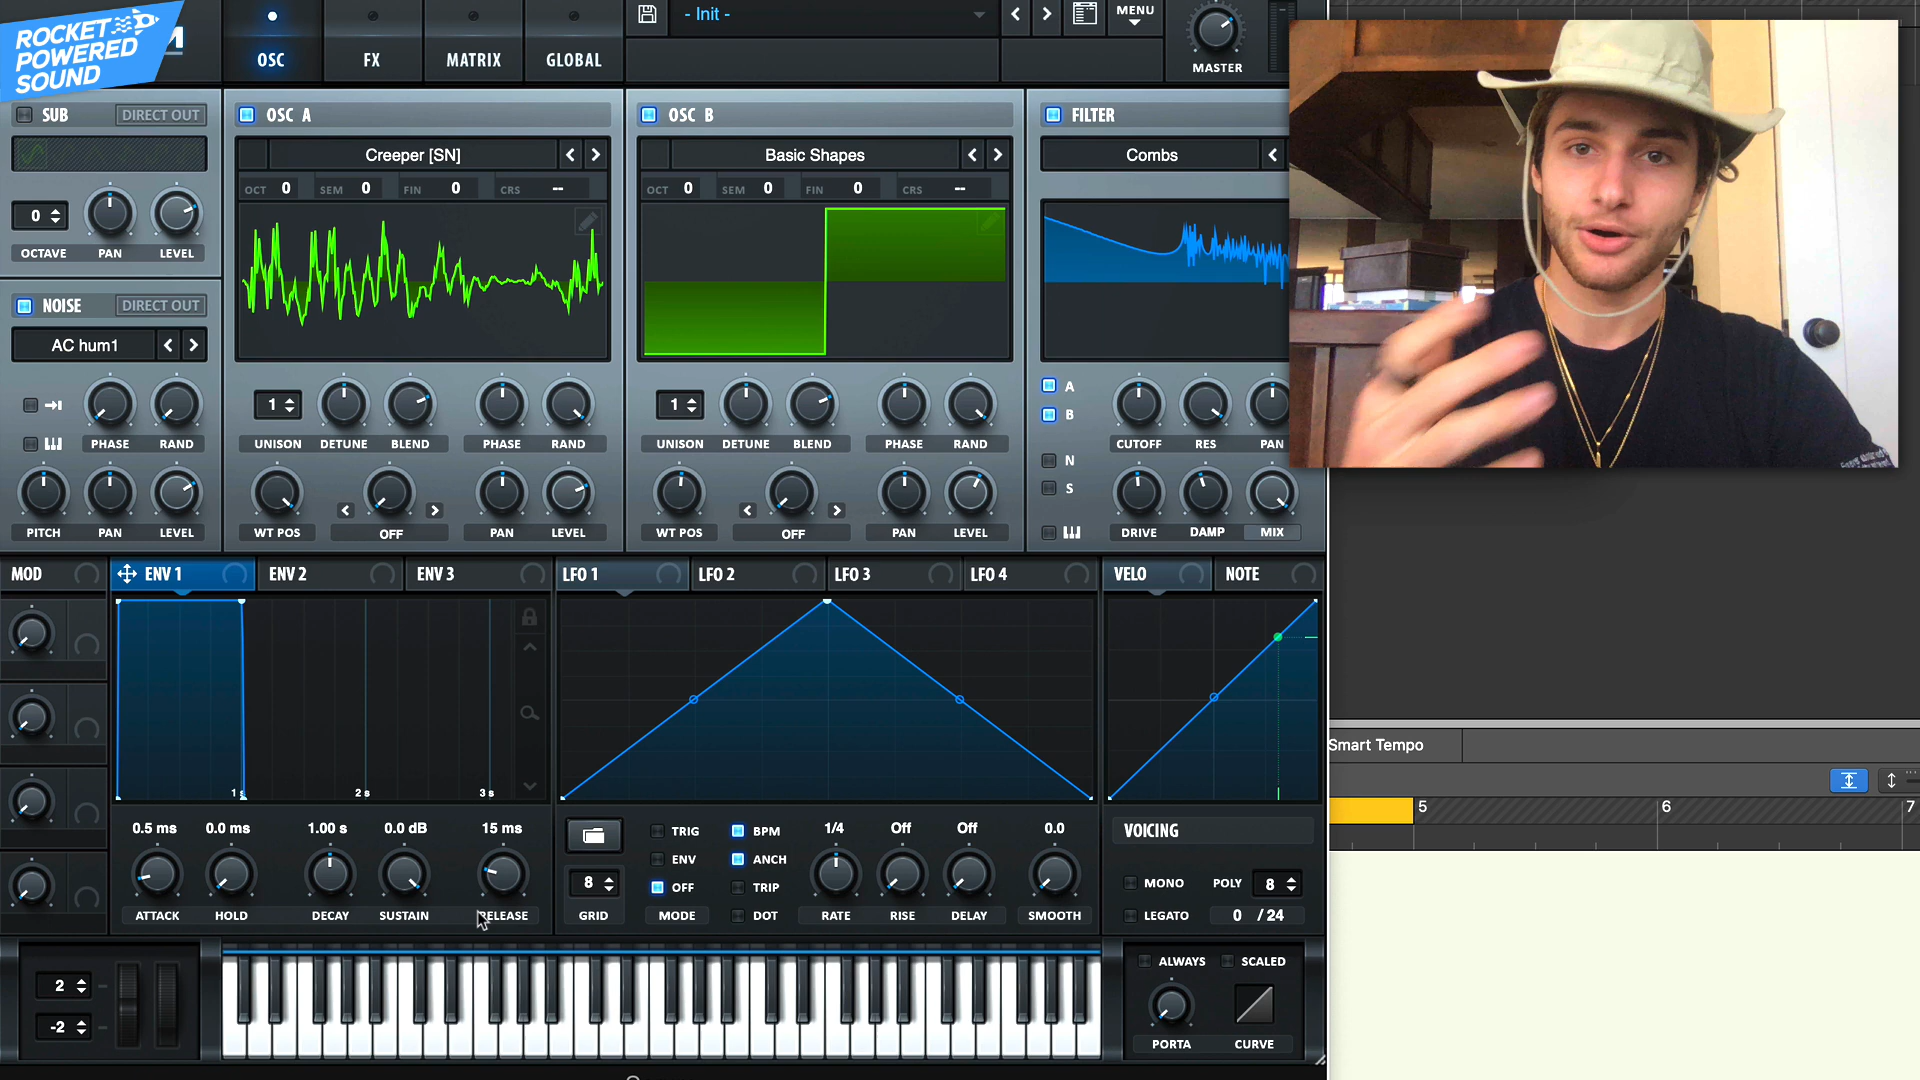 ROCKET
POWERED
SOUND
OSC
FX
MATRIX
GLOBAL
- Init -
MENU
MASTER
SUB
DIRECT OUT
0
OCTAVE
PAN
LEVEL
NOISE
DIRECT OUT
AC hum1
PHASE
RAND
PITCH
PAN
LEVEL
OSC A
Creeper [SN]
OCT 0
SEM 0
FIN 0
CRS --
1
UNISON
DETUNE
BLEND
PHASE
RAND
WT POS
OFF
PAN
LEVEL
OSC B
Basic Shapes
OCT 0
SEM 0
FIN 0
CRS --
1
UNISON
DETUNE
BLEND
PHASE
RAND
WT POS
OFF
PAN
LEVEL
FILTER
Combs
A
B
N
S
CUTOFF
RES
PAN
DRIVE
DAMP
MIX
MOD
ENV 1
ENV 2
ENV 3
1 s
2 s
3 s
0.5 ms
0.0 ms
1.00 s
0.0 dB
15 ms
ATTACK
HOLD
DECAY
SUSTAIN
RELEASE
LFO 1
LFO 2
LFO 3
LFO 4
8
GRID
TRIG
ENV
OFF
MODE
BPM
ANCH
TRIP
DOT
1/4
Off
Off
0.0
RATE
RISE
DELAY
SMOOTH
VELO
NOTE
VOICING
MONO
POLY
8
LEGATO
0 / 24
2
-2
ALWAYS
SCALED
PORTA
CURVE
Smart Tempo
5
6
7